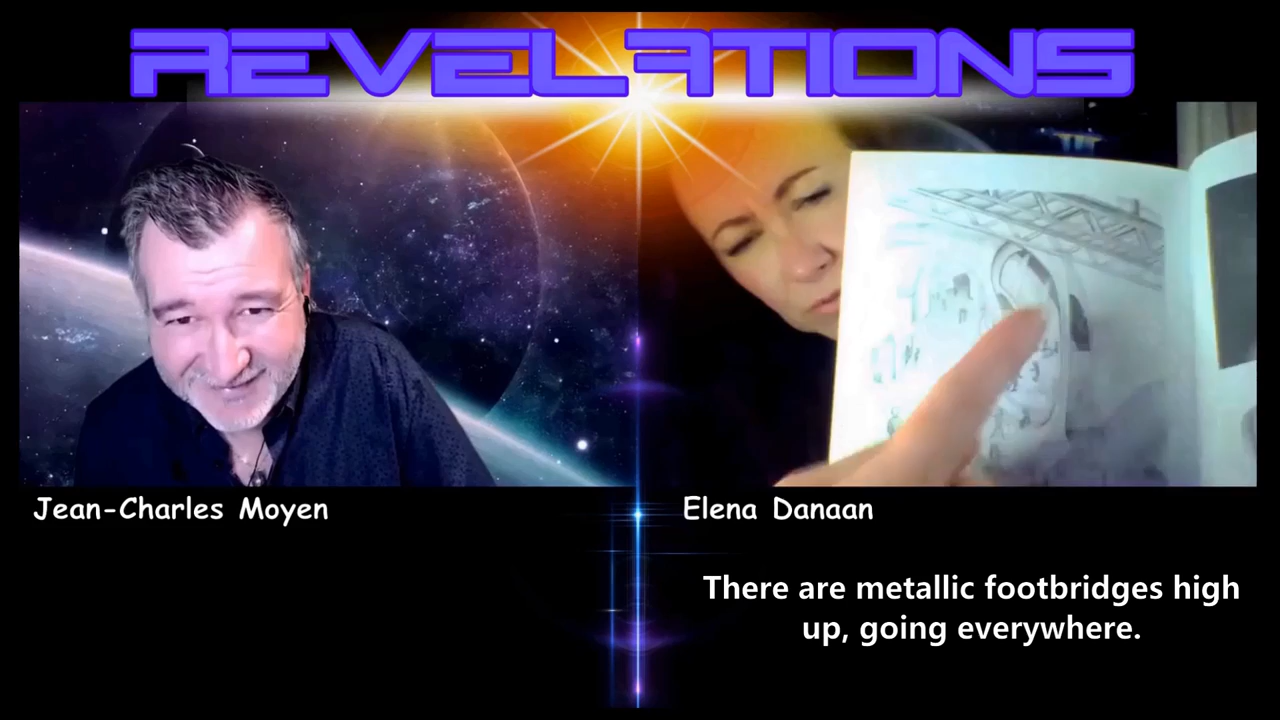 REVELATIONS
Jean-Charles Moyen
Elena Danaan
There are metallic footbridges high
up, going everywhere.